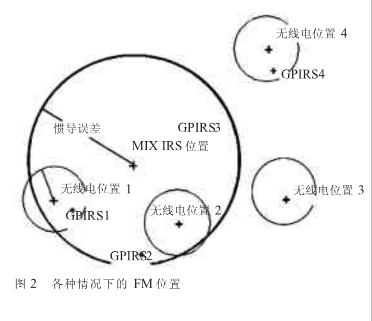 无线电位置 4
GPIRS4
GPIRS3
惯导误差
MIX IRS 位置
无线电位置 1
无线电位置 3
GPIRS1
无线电位置 2
GPIRS2
图 2 各种情况下的 FM 位置